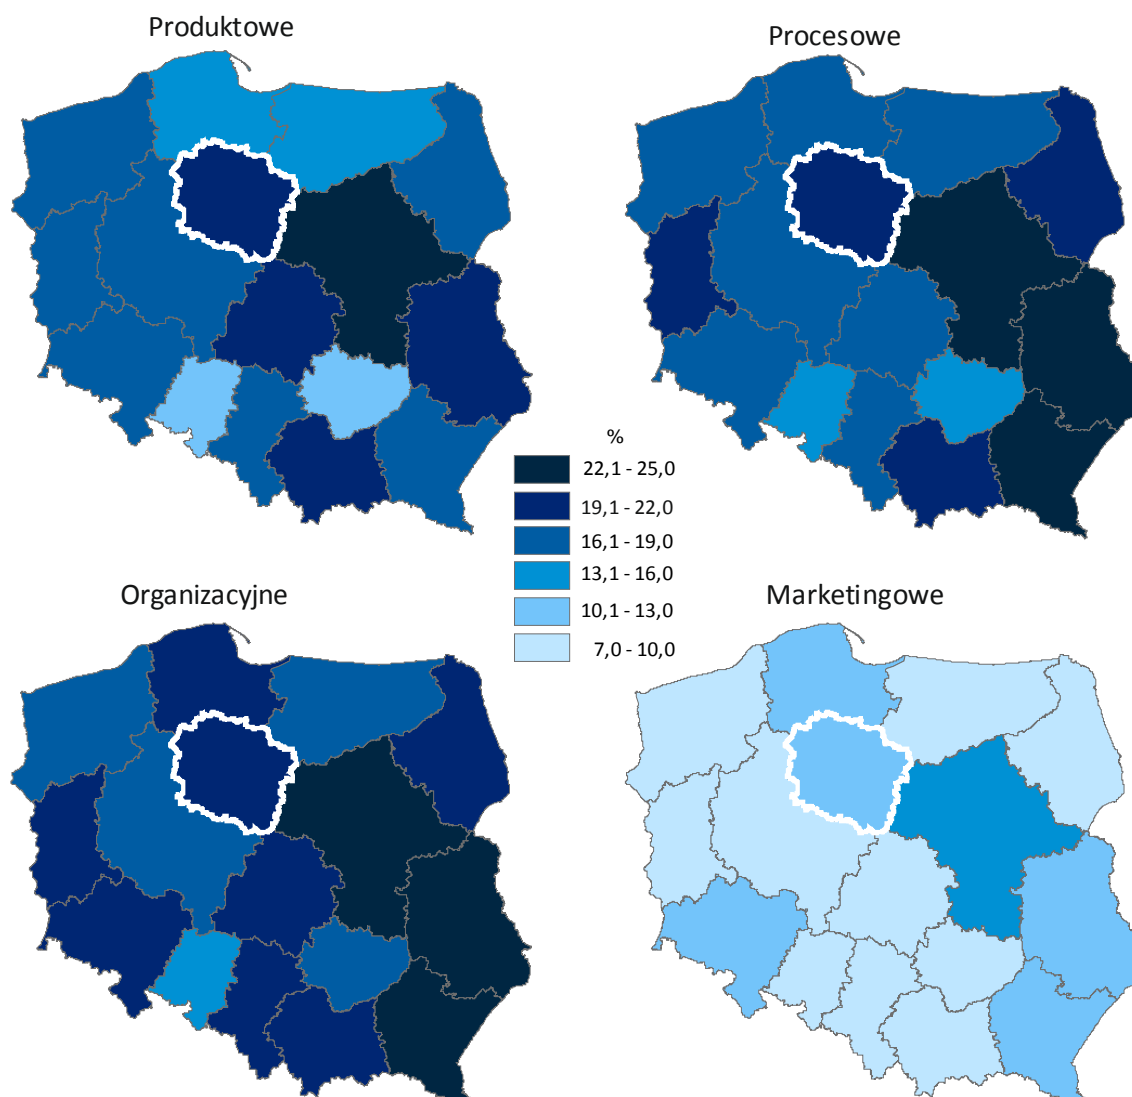 Produktowe
Procesowe
%
22,1 - 25,0
19,1 - 22,0
16,1 - 19,0
13,1 - 16,0
10,1 - 13,0
7,0 - 10,0
Organizacyjne
Marketingowe